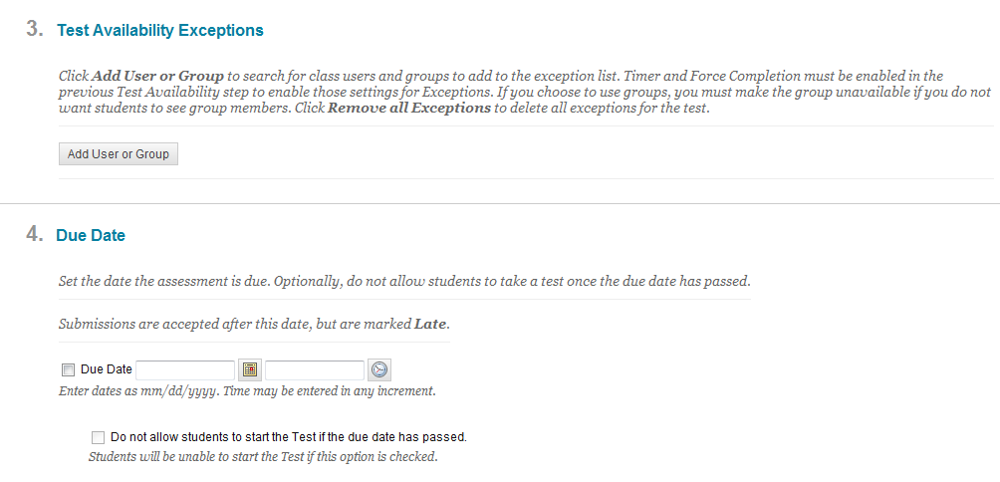 3. Test Availability Exceptions
Click Add User or Group to search for class users and groups to add to the exception list. Timer and Force Completion must be enabled in the
previous Test Availability step to enable those settings for Exceptions. If you choose to use groups, you must make the group unavailable if you do not
want students to see group members. Click Remove all Exceptions to delete all exceptions for the test.
Add User or Group
4. Due Date
Set the date the assessment is due. Optionally, do not allow students to take a test once the due date has passed.
Submissions are accepted after this date, but are marked Late.
Due Date
Enter dates as mm/dd/yyyy. Time may be entered in any increment.
Do not allow students to start the Test if the due date has passed.
Students will be unable to start the Test if this option is checked.